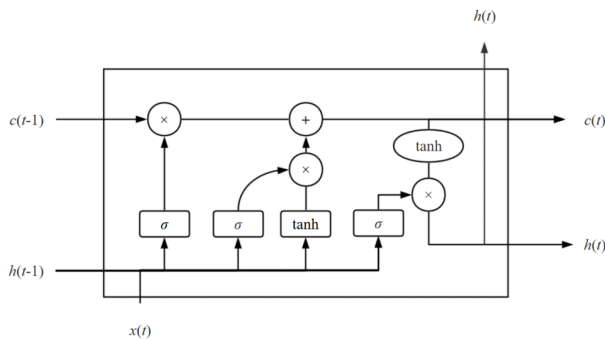 h(t)
c(t-1)
×
+
c(t)
tanh
×
×
σ
σ
tanh
σ
h(t-1)
h(t)
x(t)